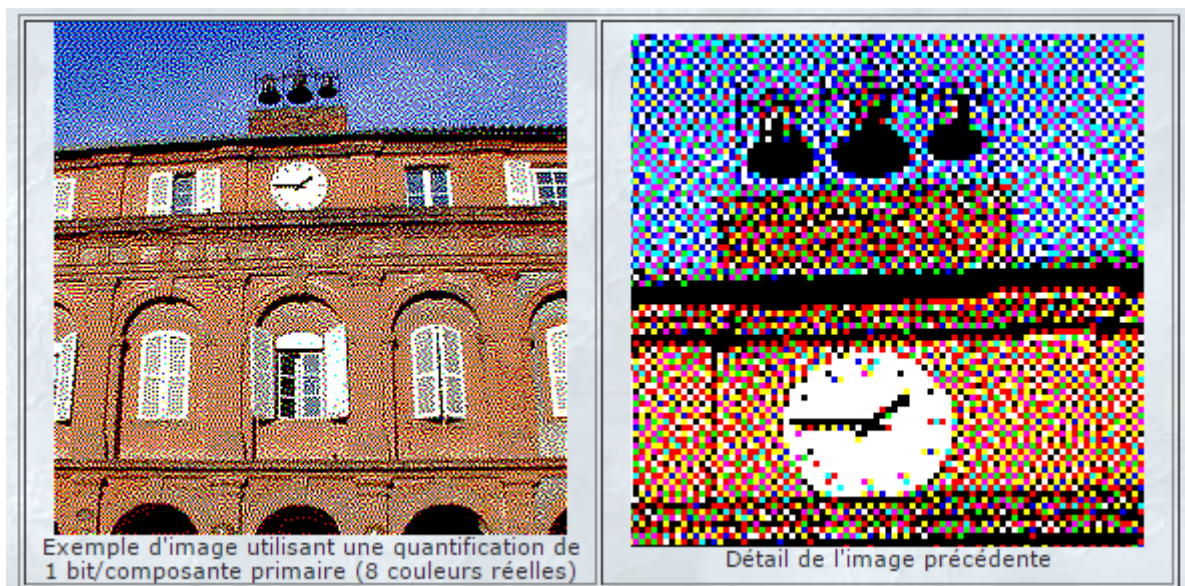 Exemple d'image utilisant une quantification de
1 bit/composante primaire (8 couleurs réelles)
Détail de l'image précédente